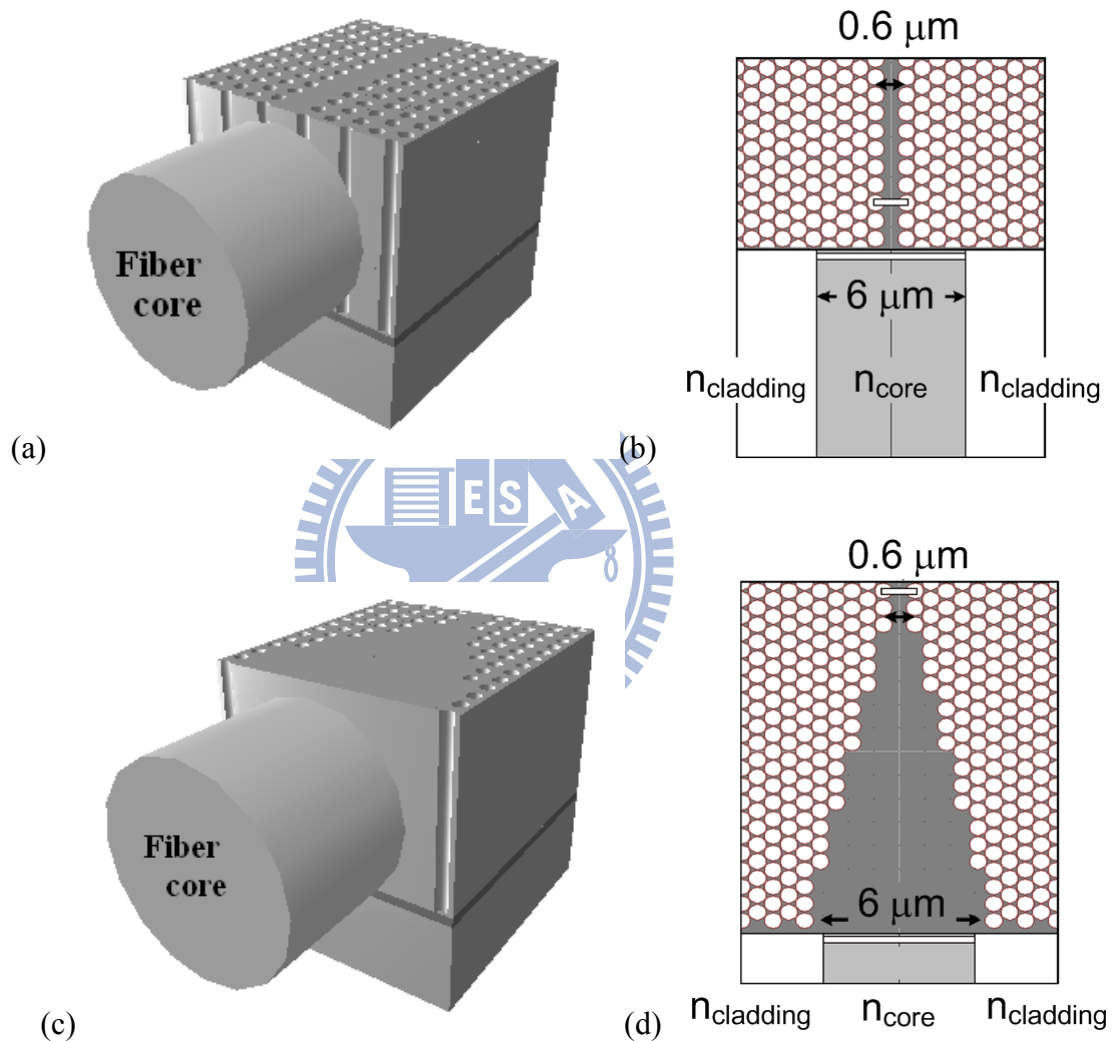 Fiber
core
(a)
0.6 μm
6 μm
n_cladding n_core n_cladding
(b)
E S A
8
Fiber
core
(c)
0.6 μm
6 μm
n_cladding n_core n_cladding
(d)